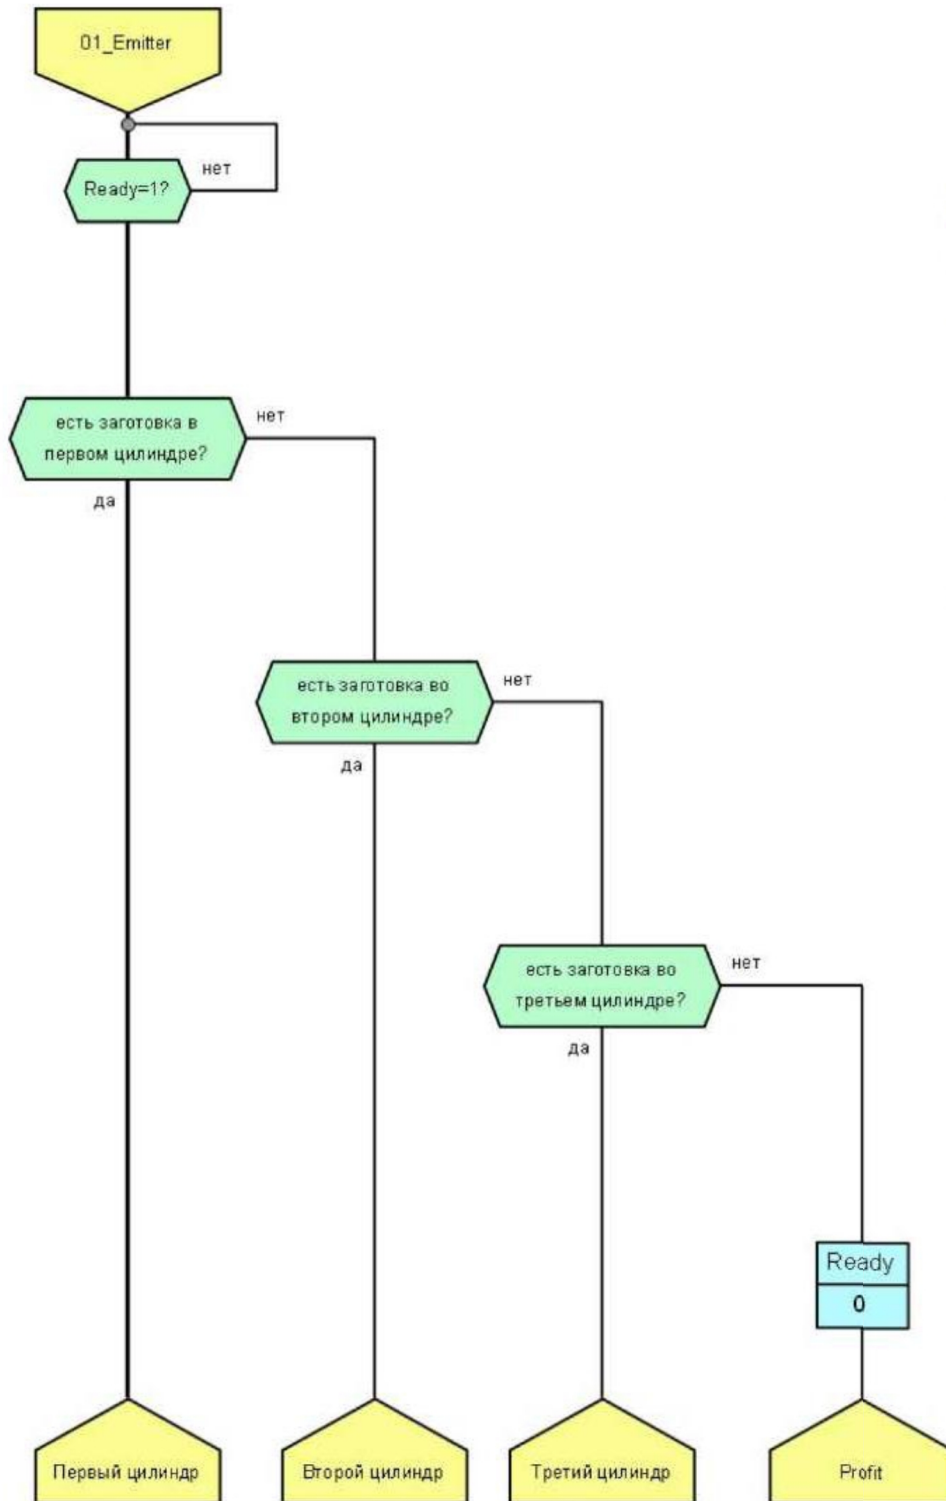 01_Emitter
нет
Ready=1?
есть заготовка в
первом цилиндре?
нет
да
есть заготовка во
втором цилиндре?
нет
да
есть заготовка во
третьем цилиндре?
нет
да
Ready
0
Первый цилиндр
Второй цилиндр
Третий цилиндр
Profit